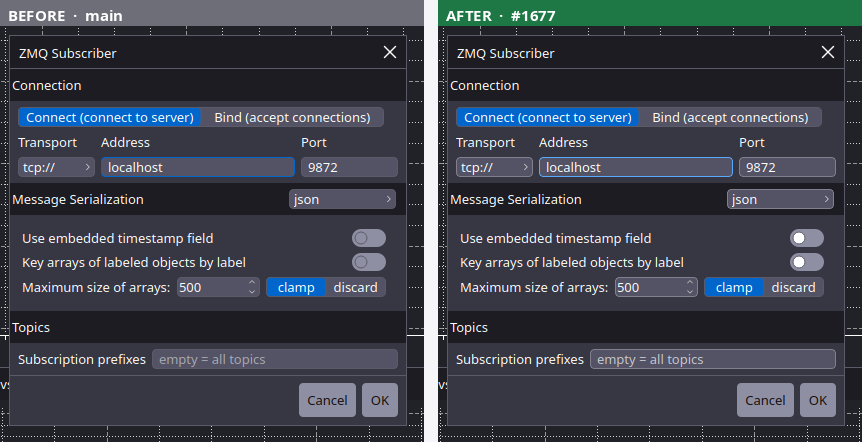 BEFORE · main
ZMQ Subscriber
Connection
Connect (connect to server) Bind (accept connections)
Transport Address Port
tcp:// localhost 9872
Message Serialization json
Use embedded timestamp field
Key arrays of labeled objects by label
Maximum size of arrays: 500 clamp discard
Topics
Subscription prefixes empty = all topics
Cancel OK
AFTER · #1677
ZMQ Subscriber
Connection
Connect (connect to server) Bind (accept connections)
Transport Address Port
tcp:// localhost 9872
Message Serialization json
Use embedded timestamp field
Key arrays of labeled objects by label
Maximum size of arrays: 500 clamp discard
Topics
Subscription prefixes empty = all topics
Cancel OK